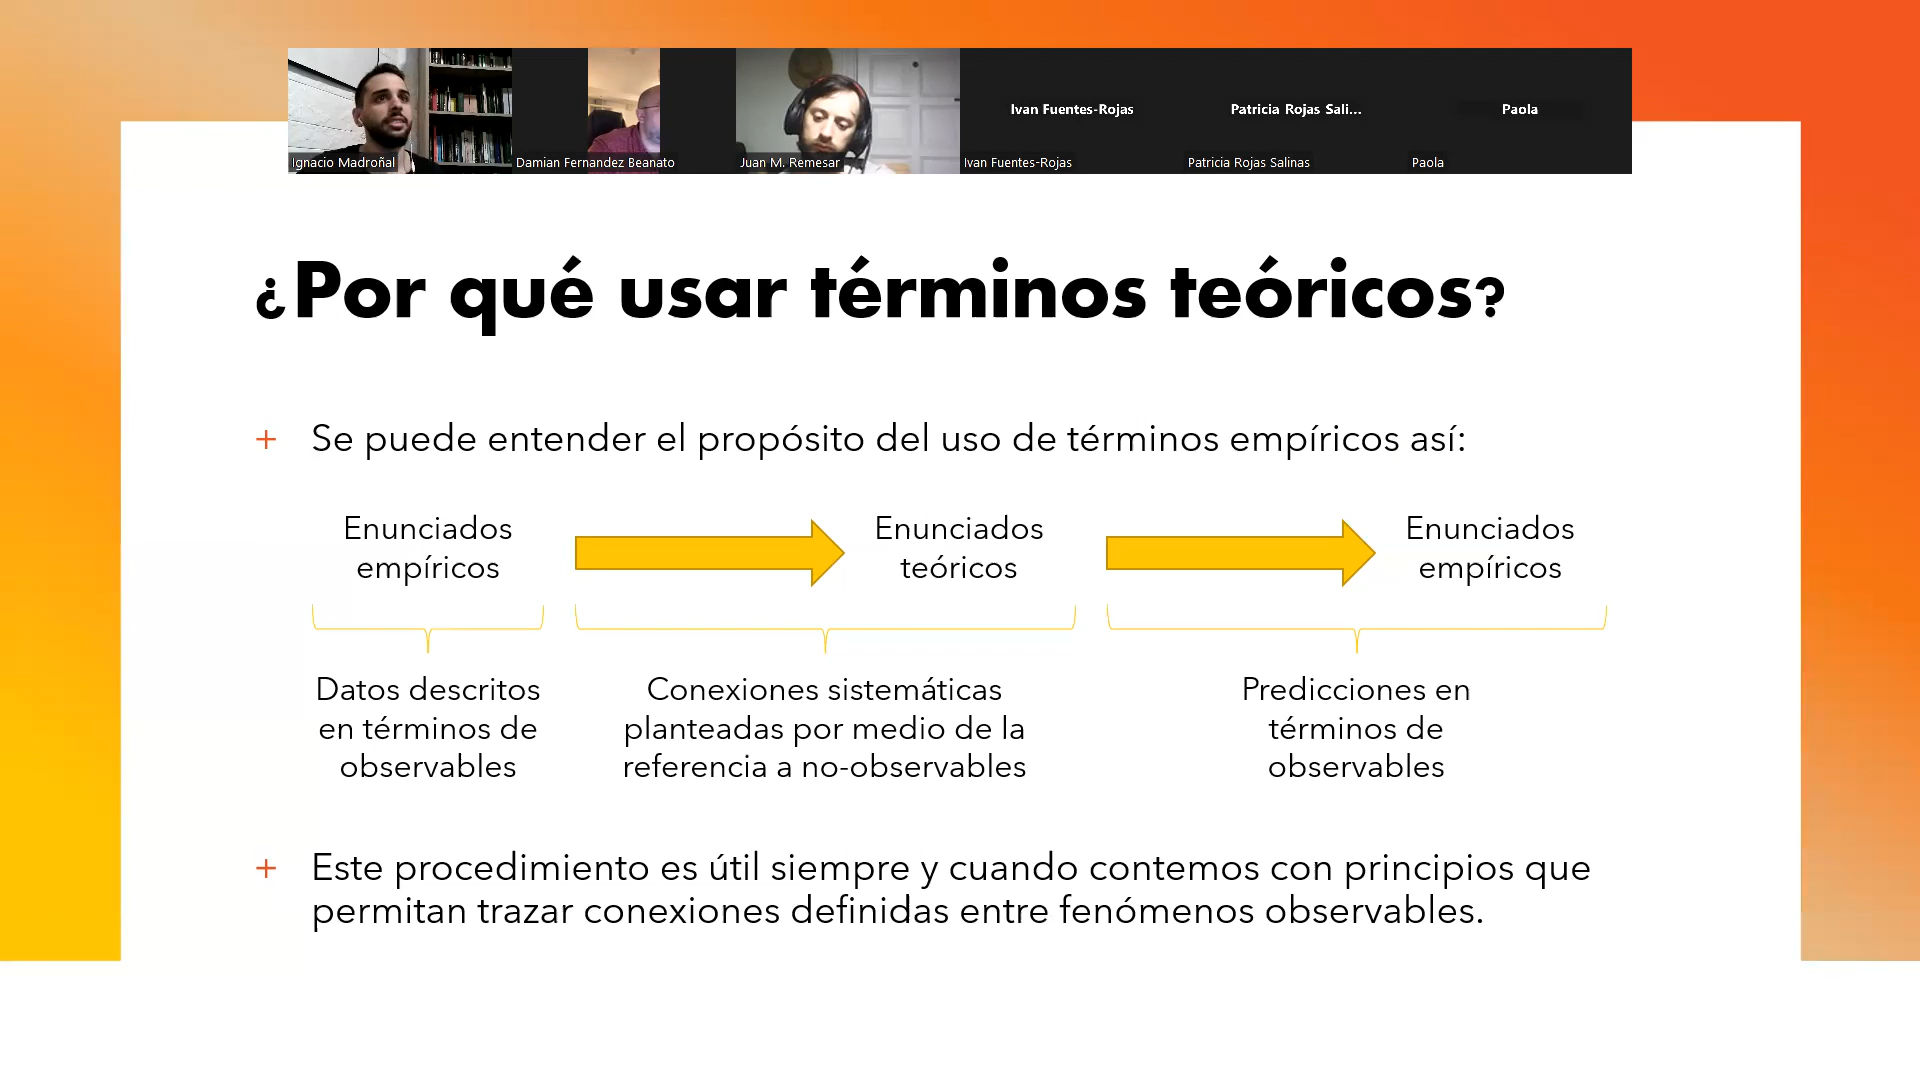 Ivan Fuentes-Rojas
Patricia Rojas Sali...
Paola
Ignacio Madroñal
Damian Fernandez Beanato
Juan M. Remesar
Ivan Fuentes-Rojas
Patricia Rojas Salinas
Paola
¿Por qué usar términos teóricos?
+ Se puede entender el propósito del uso de términos empíricos así:
Enunciados
empíricos
Enunciados
teóricos
Enunciados
empíricos
Datos descritos
en términos de
observables
Conexiones sistemáticas
planteadas por medio de la
referencia a no-observables
Predicciones en
términos de
observables
+ Este procedimiento es útil siempre y cuando contemos con principios que
permitan trazar conexiones definidas entre fenómenos observables.